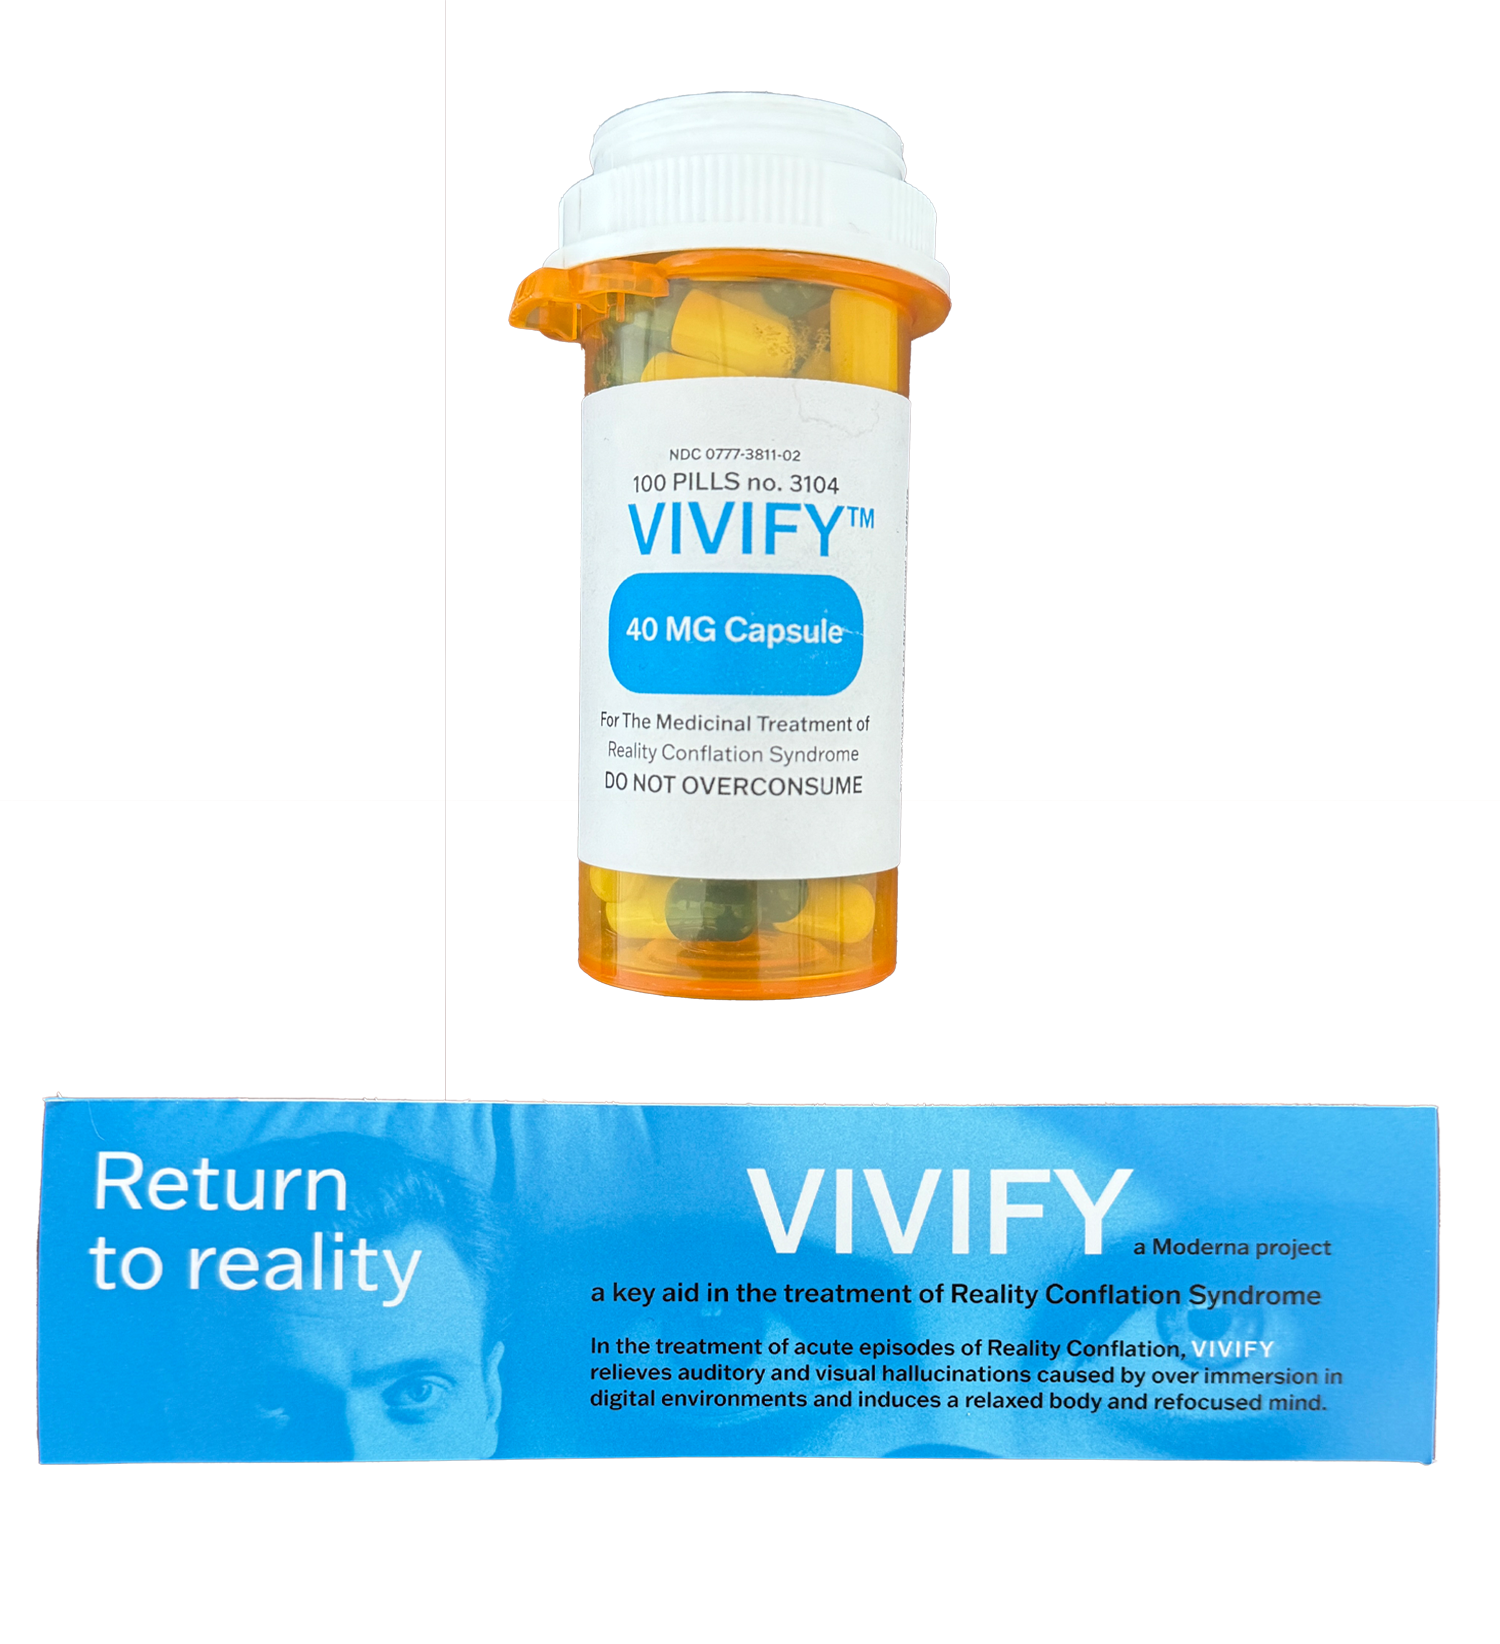 NDC 0777-3811-02
100 PILLS no. 3104
VIVIFY™
40 MG Capsule
For The Medicinal Treatment of
Reality Conflation Syndrome
DO NOT OVERCONSUME
Return
to reality
VIVIFY
a Moderna project
a key aid in the treatment of Reality Conflation Syndrome
In the treatment of acute episodes of Reality Conflation, VIVIFY
relieves auditory and visual hallucinations caused by over immersion in
digital environments and induces a relaxed body and refocused mind.